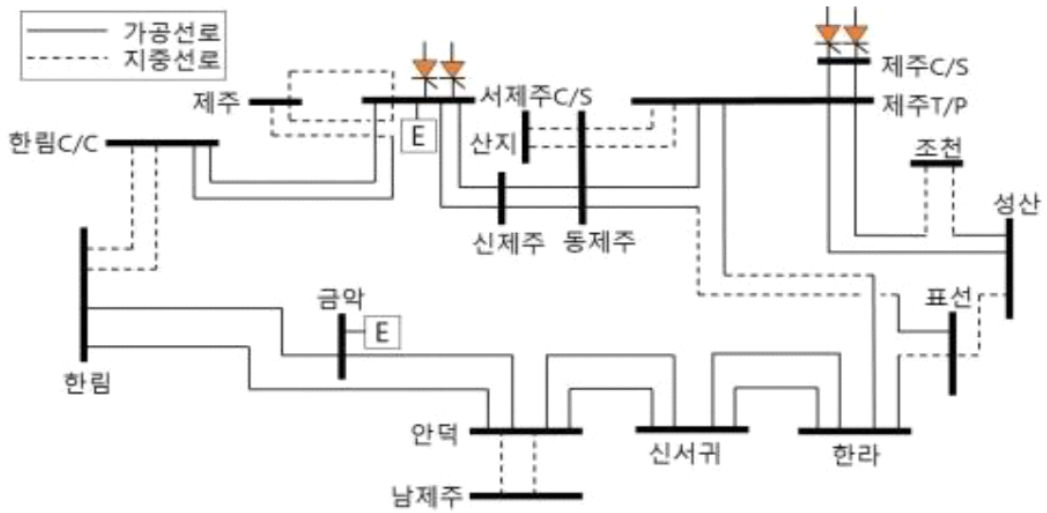 가공선로
지중선로
제주C/S
제주
서제주C/S
제주T/P
한림C/C
E
산지
조천
성산
신제주
동제주
금악
표선
E
한림
안덕
신서귀
한라
남제주